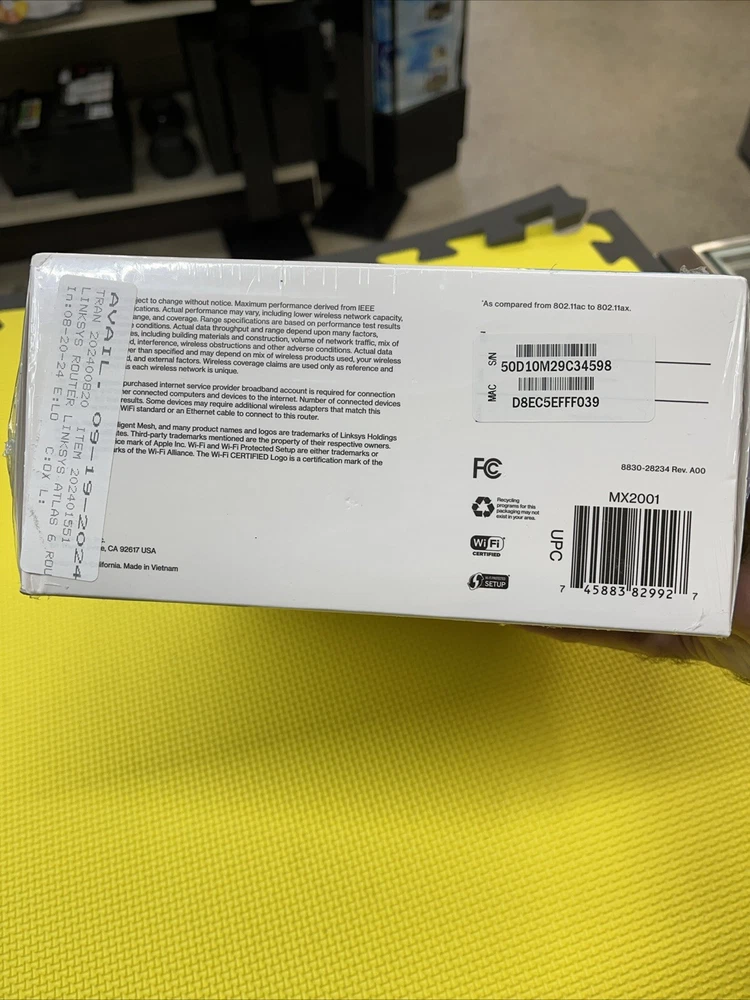 AVAIL: 09-19-2024
TRAN 202400820 ITEM 202401551
LINKSYS ROUTER LINKSYS ATLAS 6 ROU
In:08-20-24 E:LD C:OX L:
ject to change without notice. Maximum performance derived from IEEE
ications. Actual performance may vary, including lower wireless network capacity,
ange, and coverage. Range specifications are based on performance test results
conditions. Actual data throughput and range depend upon many factors,
es, including building materials and construction, volume of network traffic, mix of
d, interference, wireless obstructions and other adverse conditions. Actual data
er than specified and may depend on mix of wireless products used, your wireless
t, and external factors. Wireless coverage claims are used only as reference and
s each wireless network is unique.
purchased internet service provider broadband account is required for connection
er connected computers and devices to the internet. Number of connected devices
results. Some devices may require additional wireless adapters that match this
WiFi standard or an Ethernet cable to connect to this router.
lligent Mesh, and many product names and logos are trademarks of Linksys Holdings
ates. Third-party trademarks mentioned are the property of their respective owners.
ice mark of Apple Inc. Wi-Fi and Wi-Fi Protected Setup are either trademarks or
rks of the Wi-Fi Alliance. The Wi-Fi CERTIFIED Logo is a certification mark of the
e, CA 92617 USA
ifornia. Made in Vietnam
*As compared from 802.11ac to 802.11ax.
S/N
50D10M29C34598
MAC
D8EC5EFFF039
FC
8830-28234 Rev. A00
Recycling
programs for this
packaging may not
exist in your area.
Wi Fi
CERTIFIED
SETUP
MX2001
UPC
7 45883 82992 7